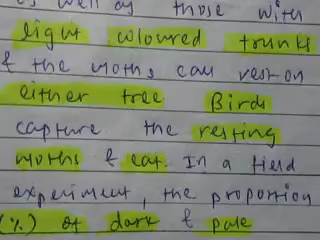 as well as those with
light coloured trunks
& the moths can rest on
either tree Birds
capture the resting
moths & eat. In a field
experiment, the proportion
(%) of dark & pale